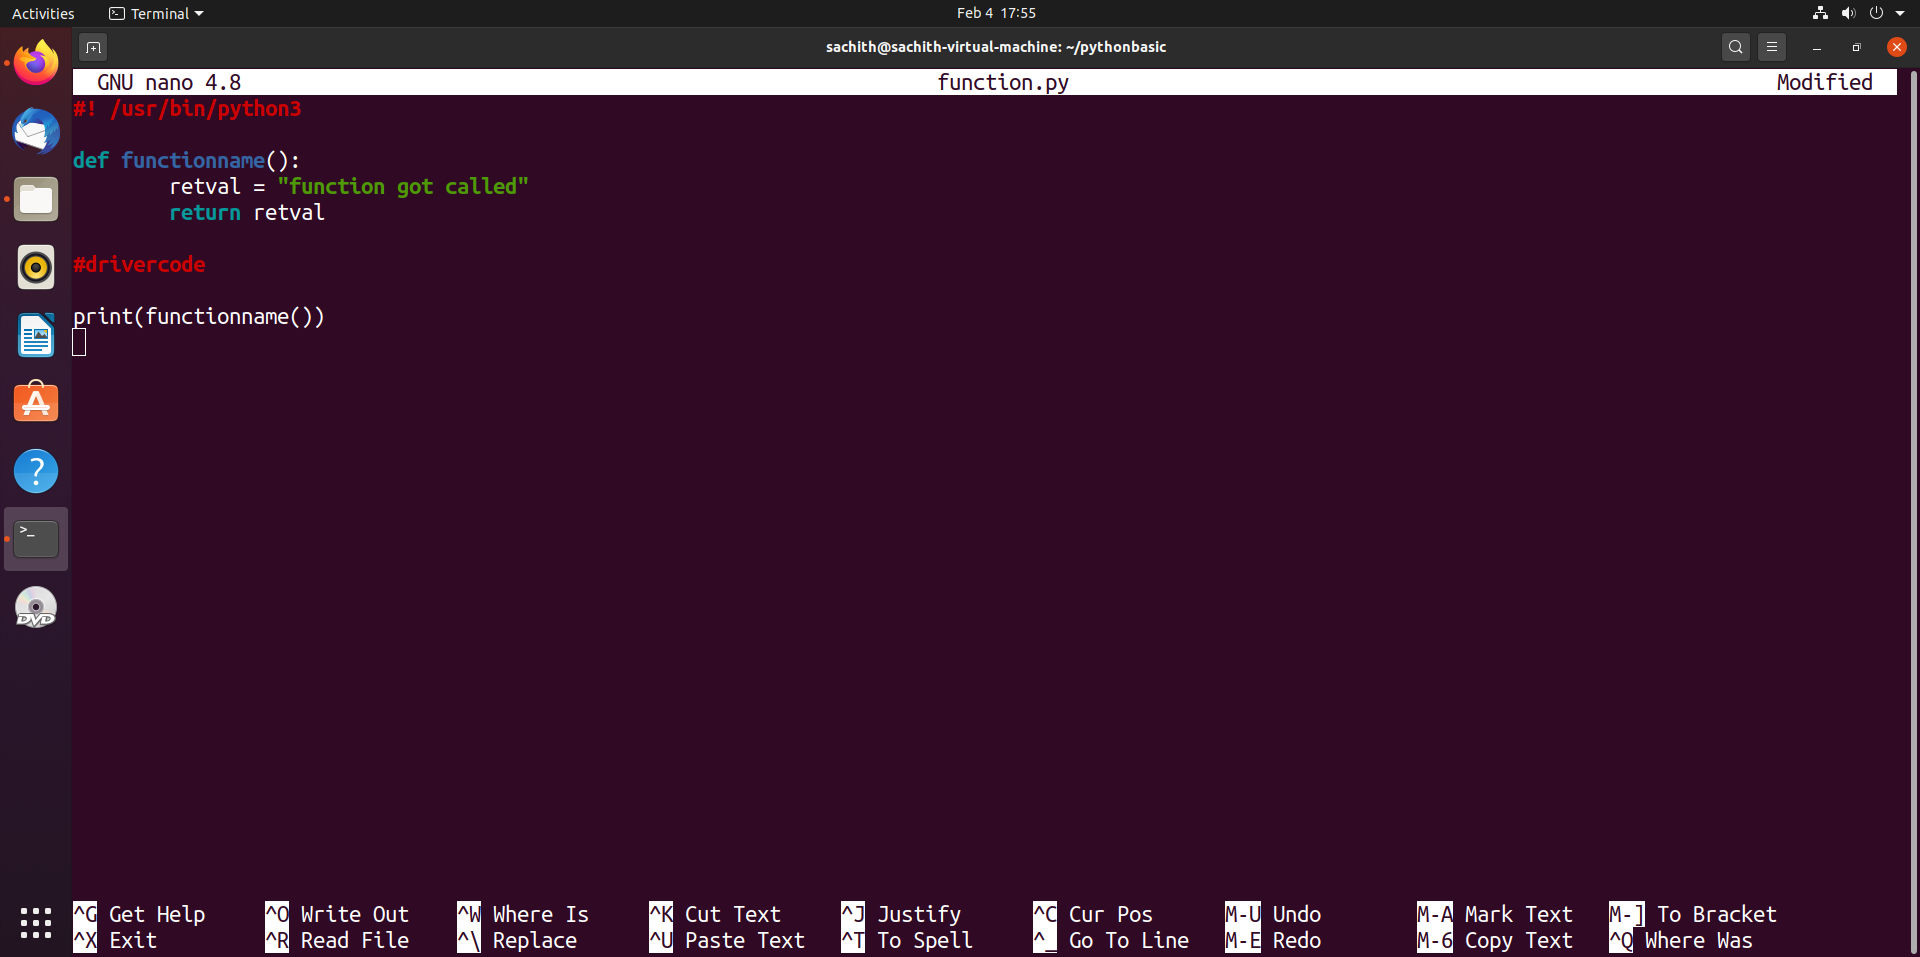 Activities Terminal Feb 4 17:55
sachith@sachith-virtual-machine: ~/pythonbasic
GNU nano 4.8 function.py Modified
#! /usr/bin/python3
def functionname():
        retval = "function got called"
        return retval
#drivercode
print(functionname())
?
>_
DVD
^G Get Help ^O Write Out ^W Where Is ^K Cut Text ^J Justify ^C Cur Pos M-U Undo M-A Mark Text M-] To Bracket
^X Exit ^R Read File ^\ Replace ^U Paste Text ^T To Spell ^_ Go To Line M-E Redo M-6 Copy Text ^Q Where Was